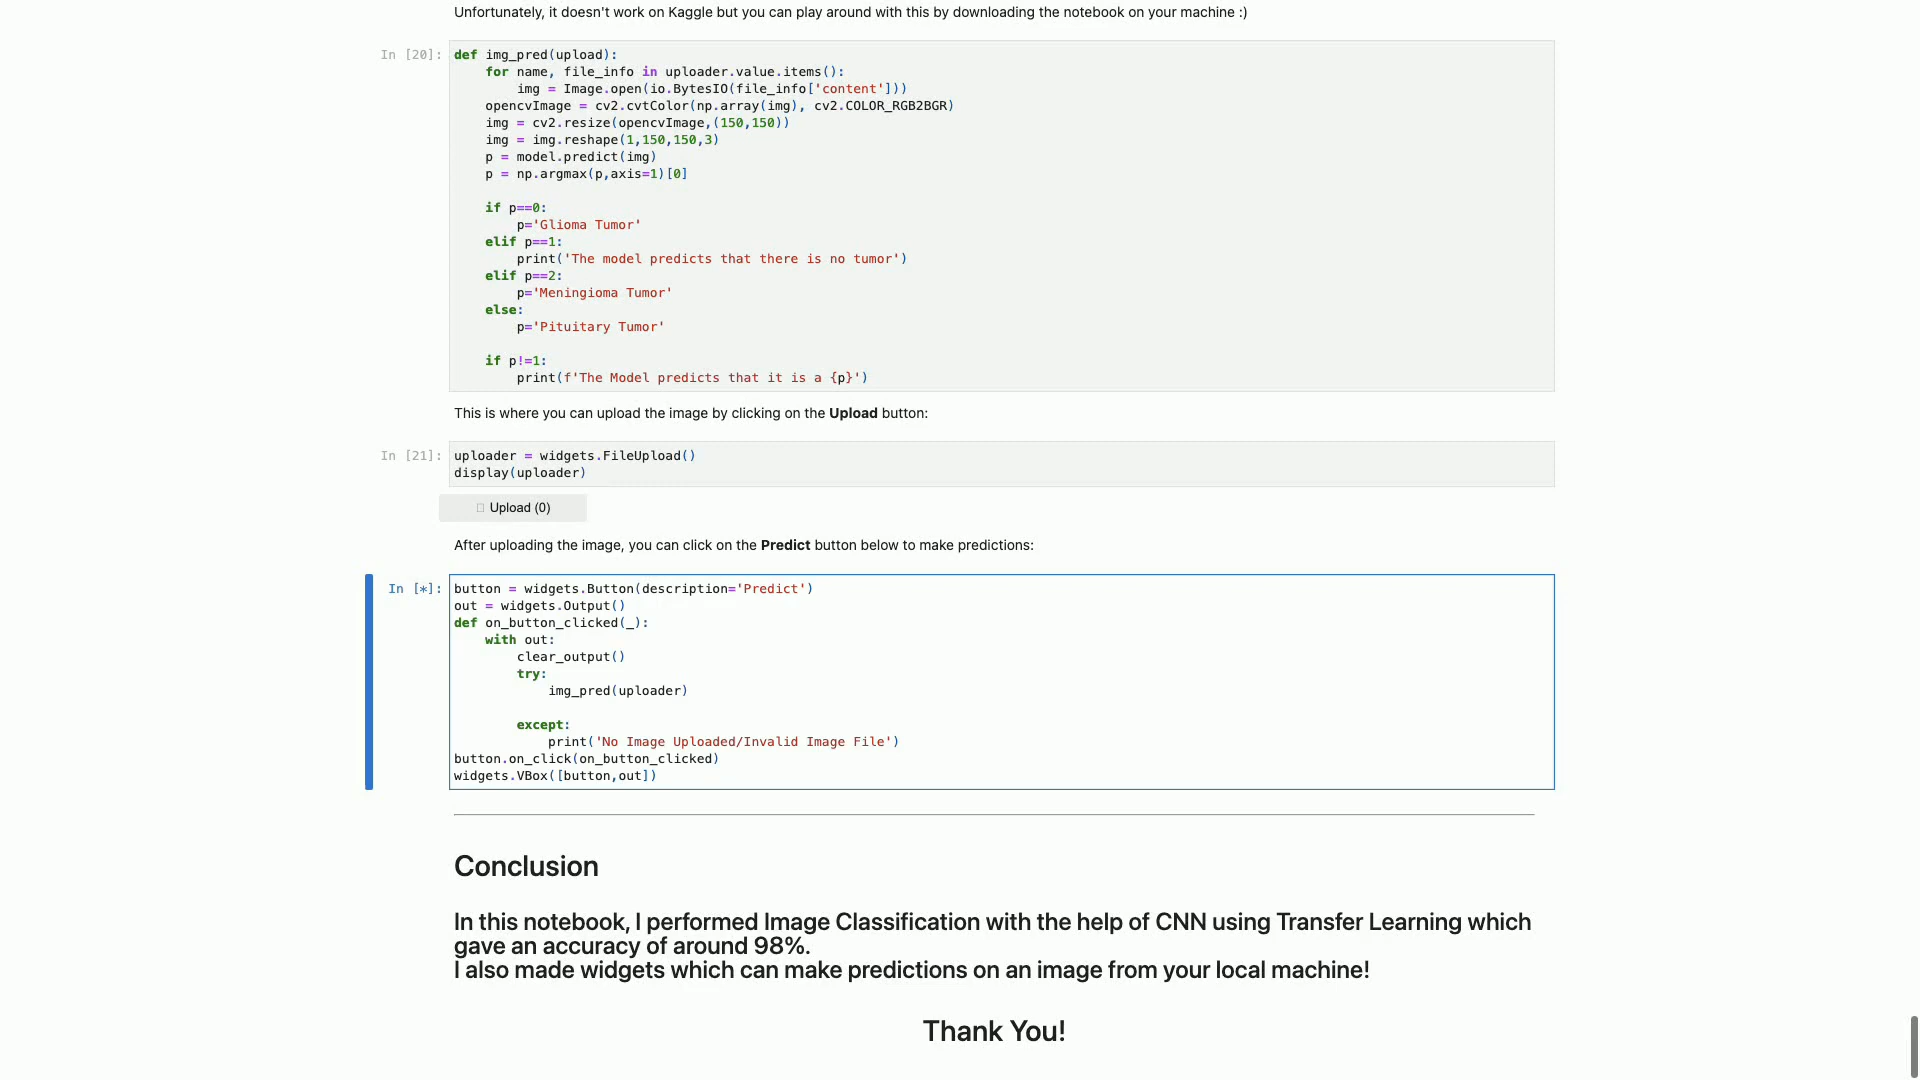 Unfortunately, it doesn't work on Kaggle but you can play around with this by downloading the notebook on your machine :)
In [20]:
def img_pred(upload):
    for name, file_info in uploader.value.items():
        img = Image.open(io.BytesIO(file_info['content']))
    opencvImage = cv2.cvtColor(np.array(img), cv2.COLOR_RGB2BGR)
    img = cv2.resize(opencvImage,(150,150))
    img = img.reshape(1,150,150,3)
    p = model.predict(img)
    p = np.argmax(p,axis=1)[0]

    if p==0:
        p='Glioma Tumor'
    elif p==1:
        print('The model predicts that there is no tumor')
    elif p==2:
        p='Meningioma Tumor'
    else:
        p='Pituitary Tumor'

    if p!=1:
        print(f'The Model predicts that it is a {p}')
This is where you can upload the image by clicking on the Upload button:
In [21]:
uploader = widgets.FileUpload()
display(uploader)
Upload (0)
After uploading the image, you can click on the Predict button below to make predictions:
In [*]:
button = widgets.Button(description='Predict')
out = widgets.Output()
def on_button_clicked(_):
    with out:
        clear_output()
        try:
            img_pred(uploader)

        except:
            print('No Image Uploaded/Invalid Image File')
button.on_click(on_button_clicked)
widgets.VBox([button,out])
Conclusion
In this notebook, I performed Image Classification with the help of CNN using Transfer Learning which
gave an accuracy of around 98%.
I also made widgets which can make predictions on an image from your local machine!
Thank You!